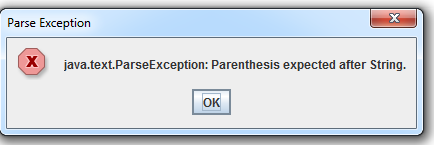 Parse Exception
java.text.ParseException: Parenthesis expected after String.
OK